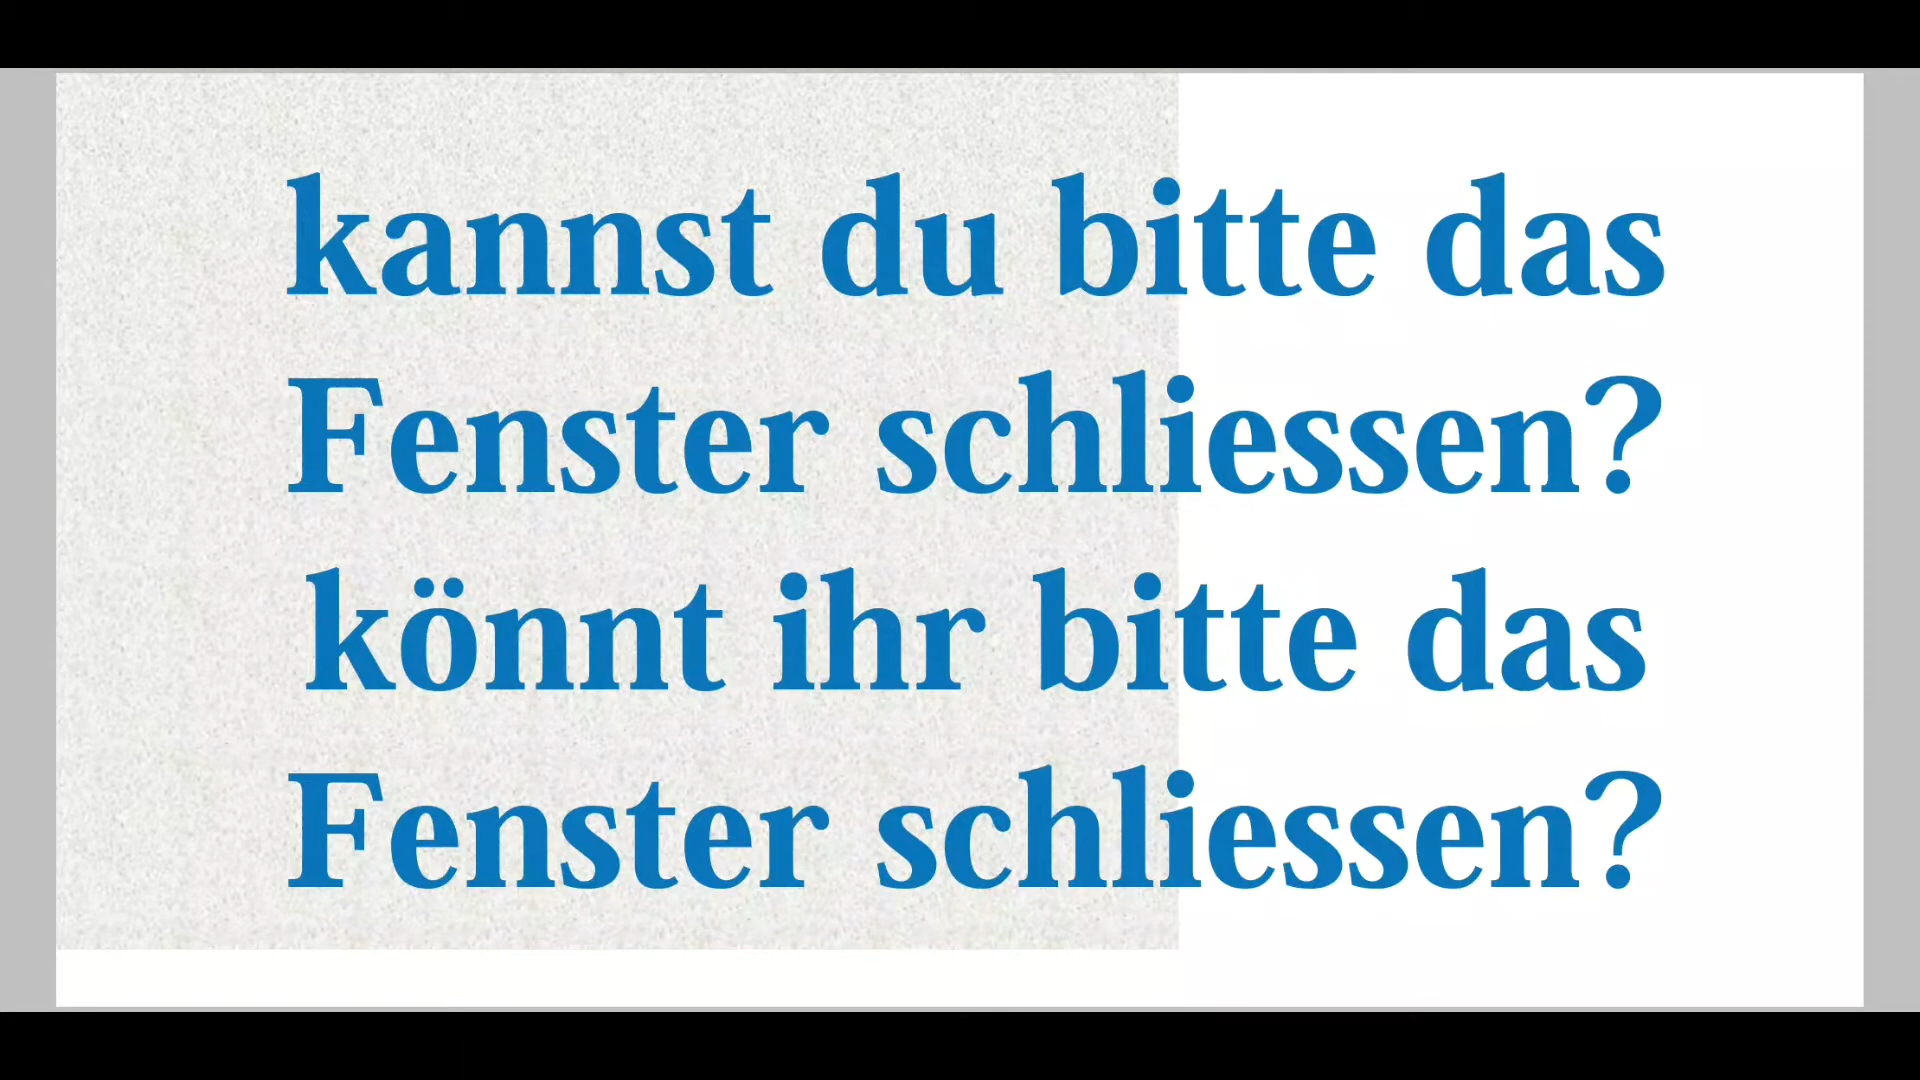 kannst du bitte das
Fenster schliessen?
könnt ihr bitte das
Fenster schliessen?